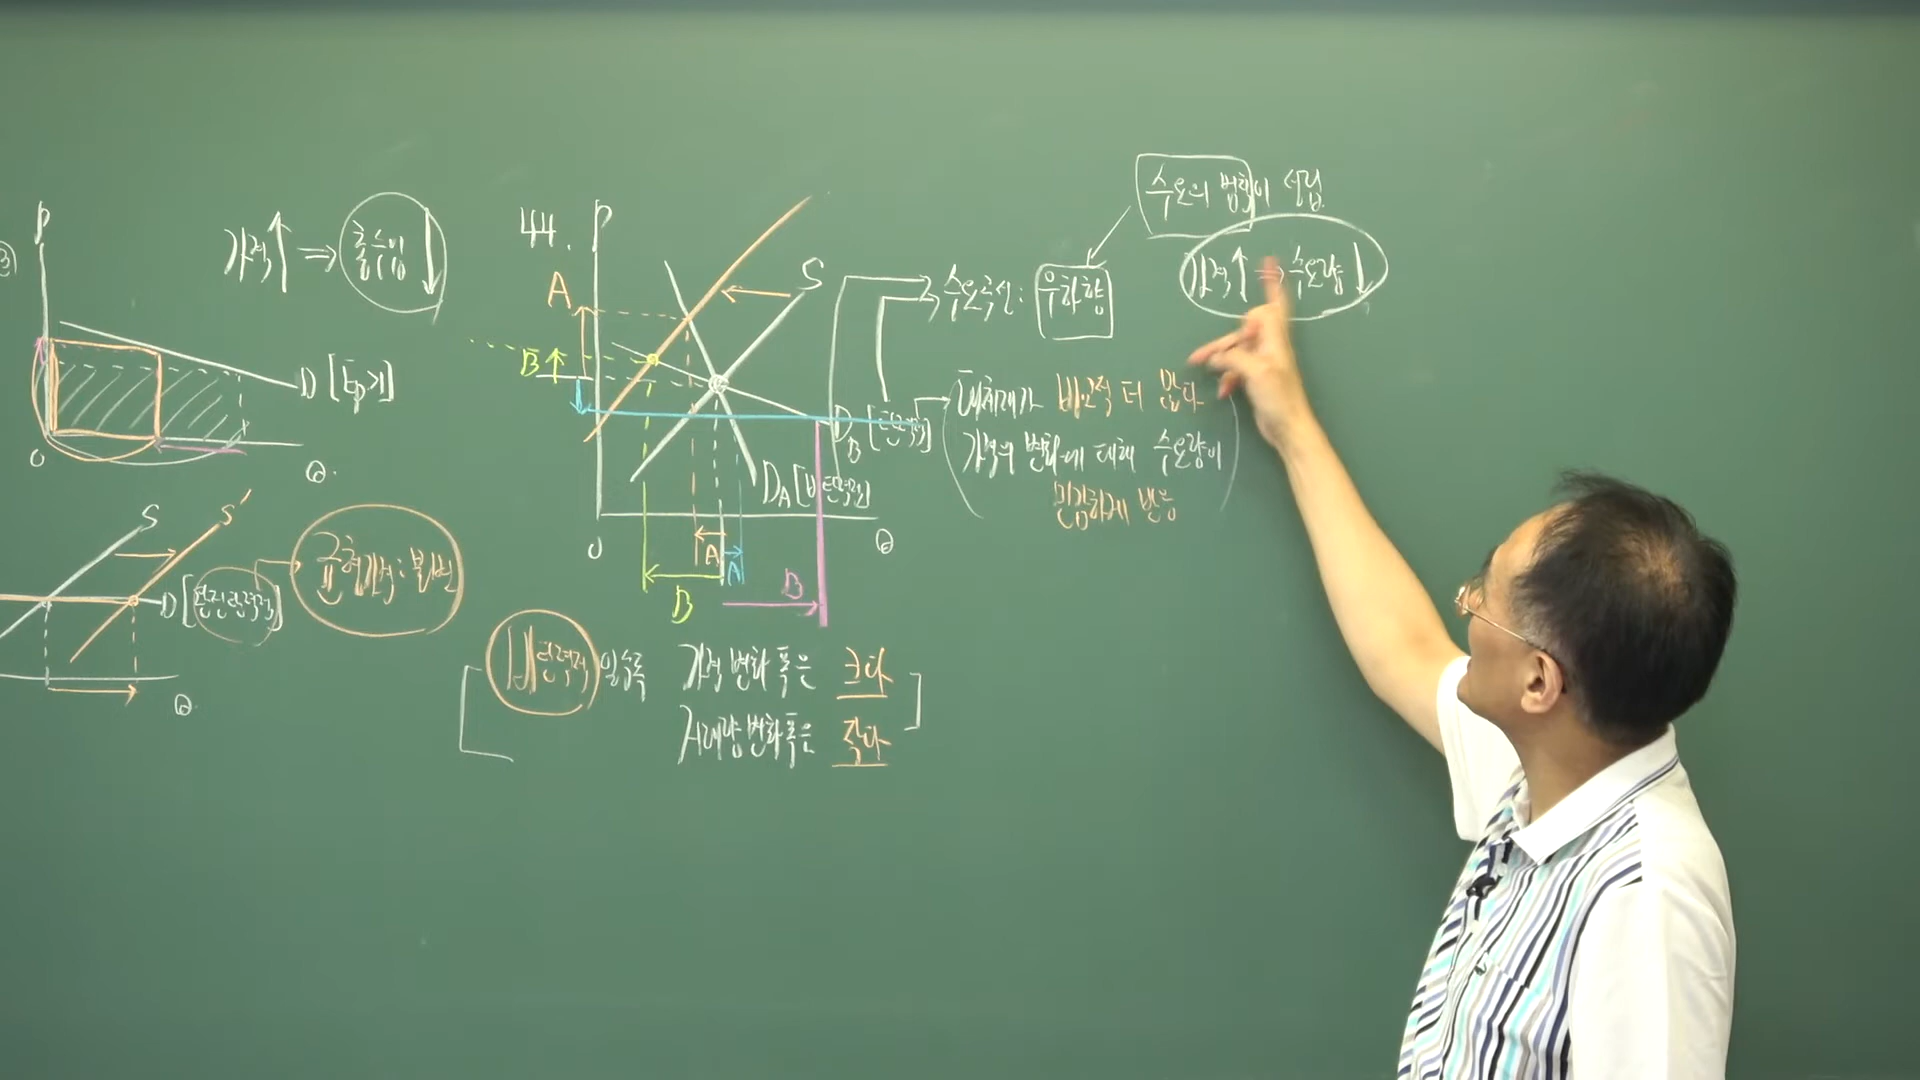 P
가격↑ ⇒ 총수입↓
D [탄력적]
0
Q.
S
S'
D [완전탄력적]
균형가격: 불변
Q.
44.
P
A
B
S
D_B [탄력적]
D_A [비탄력적]
0
Q
A
A
B
B
비탄력적 일수록 가격 변화 폭은 크다
거래량 변화폭은 작다
수요의 법칙이 성립
가격↑ ⇒ 수요량↓
수요곡선: 우하향
대체재가 비교적 더 많다
가격의 변화에 대해 수요량이
민감하게 반응